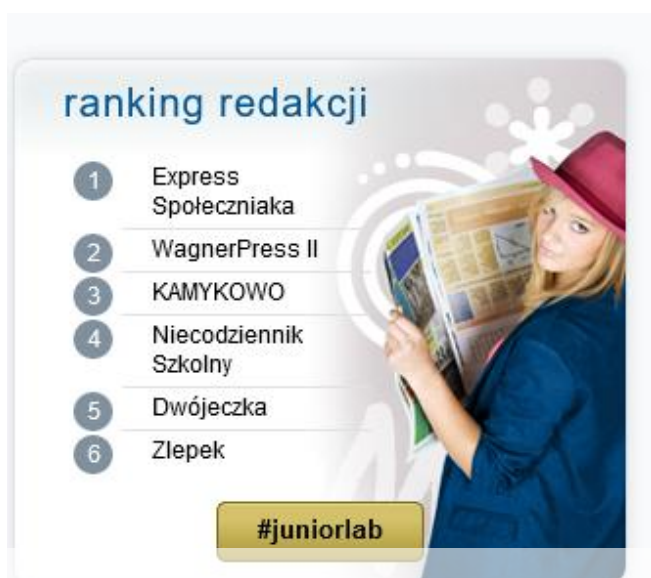 ranking redakcji
1 Express
Społeczniaka
2 WagnerPress II
3 KAMYKOWO
4 Niecodziennik
Szkolny
5 Dwójeczka
6 Zlepek
#juniorlab